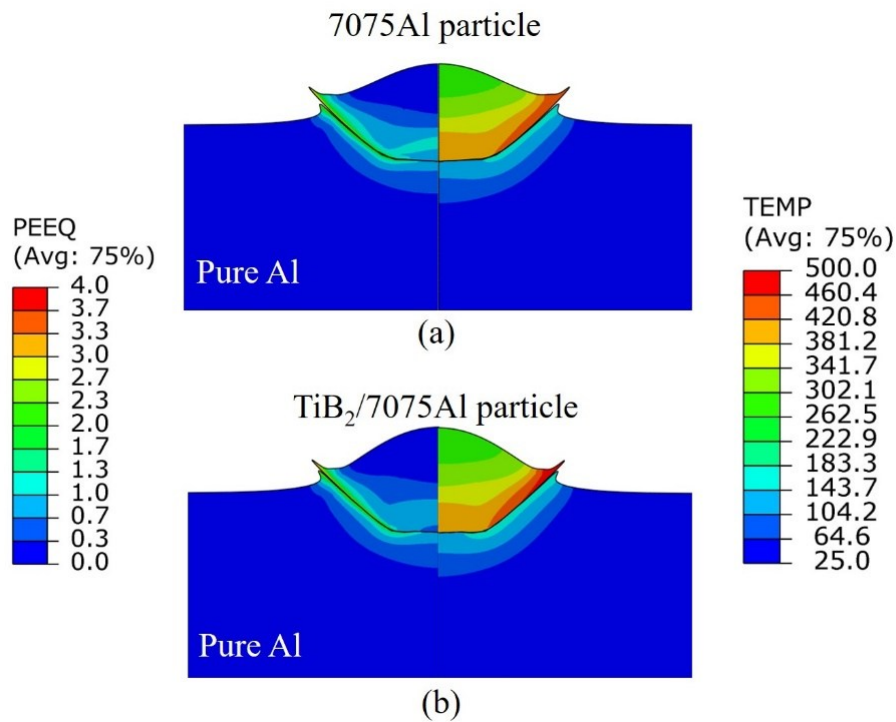 7075Al particle
Pure Al
(a)
PEEQ
(Avg: 75%)
4.0
3.7
3.3
3.0
2.7
2.3
2.0
1.7
1.3
1.0
0.7
0.3
0.0
TEMP
(Avg: 75%)
500.0
460.4
420.8
381.2
341.7
302.1
262.5
222.9
183.3
143.7
104.2
64.6
25.0
TiB₂/7075Al particle
Pure Al
(b)